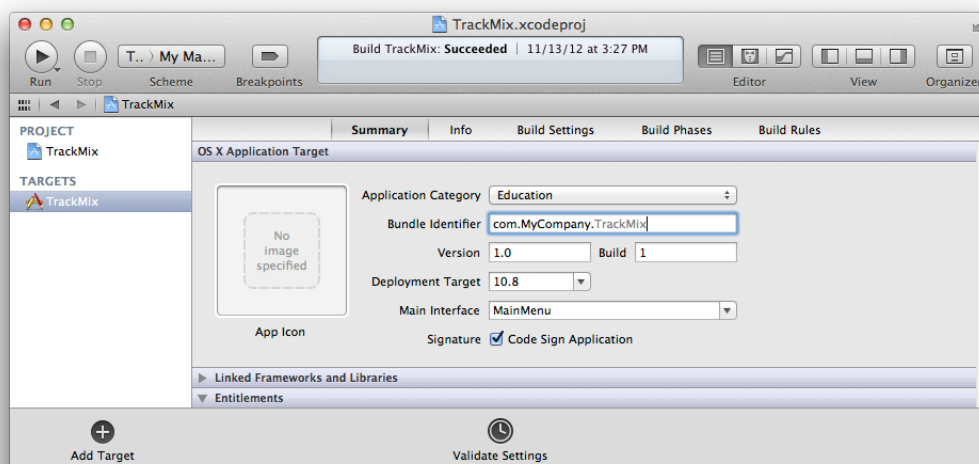 TrackMix.xcodeproj
T.. My Ma...
Build TrackMix: Succeeded | 11/13/12 at 3:27 PM
Run Stop Scheme Breakpoints Editor View Organizer
TrackMix
PROJECT
TrackMix
TARGETS
TrackMix
Summary Info Build Settings Build Phases Build Rules
OS X Application Target
No
image
specified
App Icon
Application Category Education
Bundle Identifier com.MyCompany.TrackMix
Version 1.0 Build 1
Deployment Target 10.8
Main Interface MainMenu
Signature Code Sign Application
Linked Frameworks and Libraries
Entitlements
Add Target Validate Settings